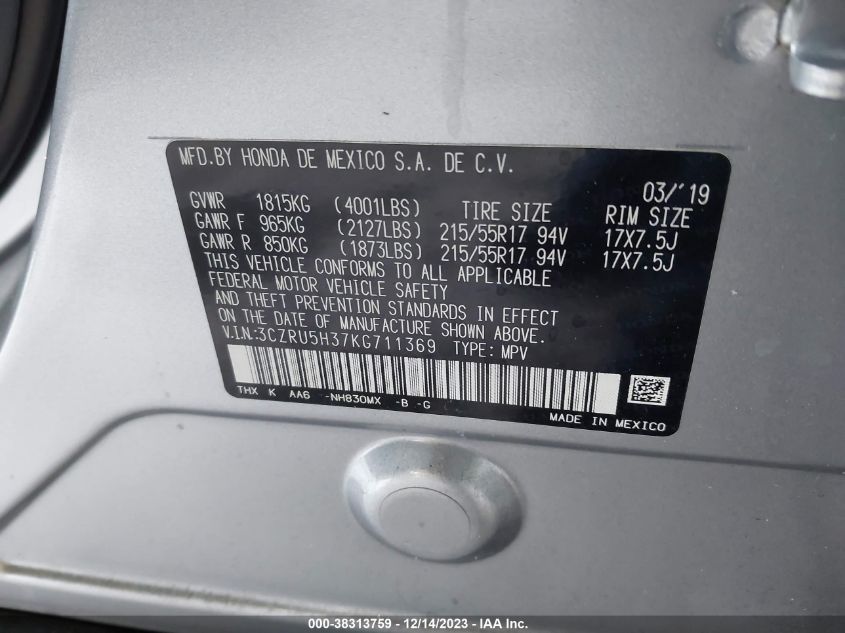 MFD.BY HONDA DE MEXICO S.A. DE C.V.
03/'19
GVWR 1815KG (4001LBS) TIRE SIZE RIM SIZE
GAWR F 965KG (2127LBS) 215/55R17 94V 17X7.5J
GAWR R 850KG (1873LBS) 215/55R17 94V 17X7.5J
THIS VEHICLE CONFORMS TO ALL APPLICABLE
FEDERAL MOTOR VEHICLE SAFETY
AND THEFT PREVENTION STANDARDS IN EFFECT
ON THE DATE OF MANUFACTURE SHOWN ABOVE.
V.I.N.:3CZRU5H37KG711369 TYPE: MPV
THX K AA6 -NH830MX -B -G
MADE IN MEXICO
000-38313759 - 12/14/2023 - IAA Inc.